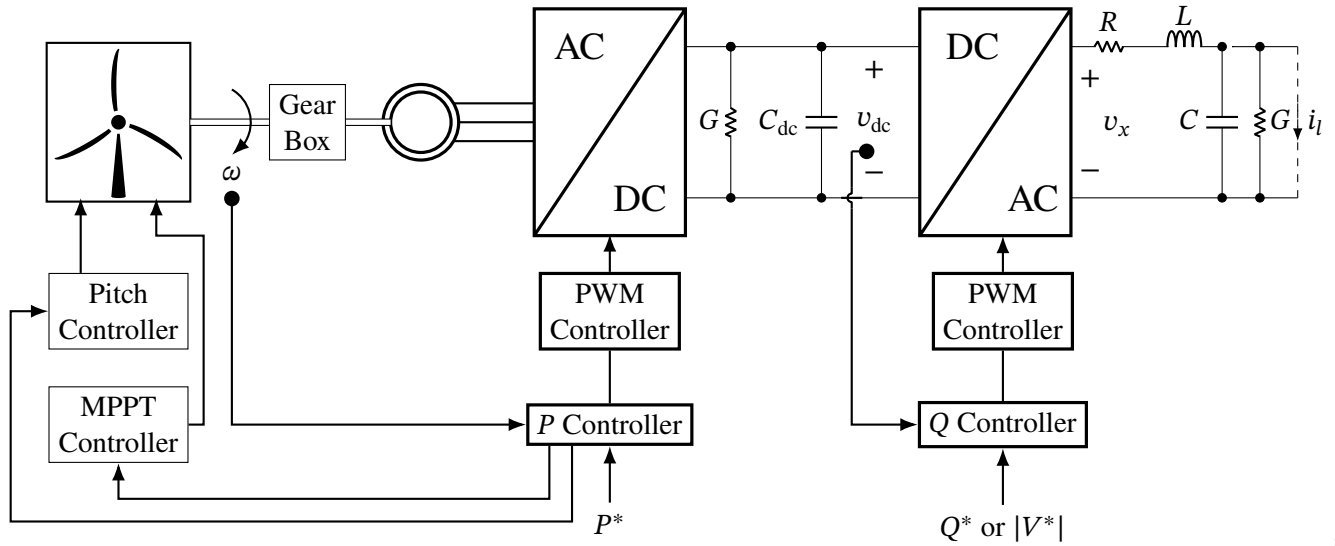 AC
DC
DC
AC
R
L
Gear
Box
ω
G
C_dc
+
v_dc
−
+
v_x
−
C
G
i_l
Pitch
Controller
PWM
Controller
PWM
Controller
MPPT
Controller
P Controller
Q Controller
P*
Q* or |V*|